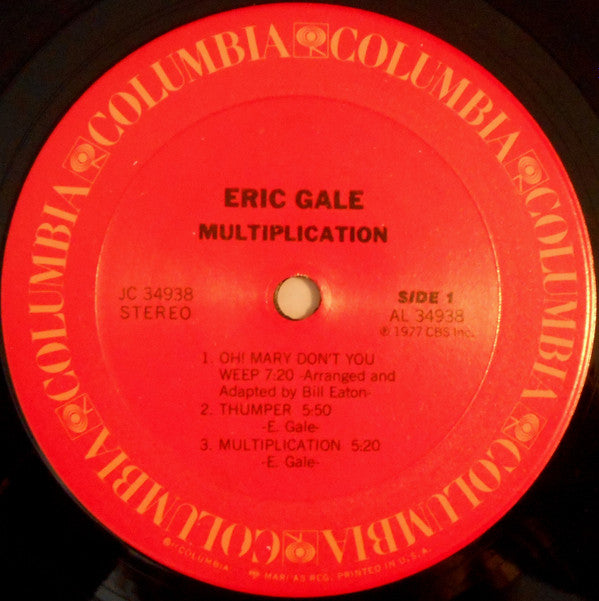 COLUMBIA COLUMBIA COLUMBIA COLUMBIA COLUMBIA COLUMBIA
ERIC GALE
MULTIPLICATION
JC 34938
STEREO
SIDE 1
AL 34938
℗ 1977 CBS Inc.
1. OH! MARY DON'T YOU
WEEP 7:20 -Arranged and
Adapted by Bill Eaton-
2. THUMPER 5:50
-E. Gale-
3. MULTIPLICATION 5:20
-E. Gale-
COLUMBIA, MARCAS REG. PRINTED IN U.S.A.